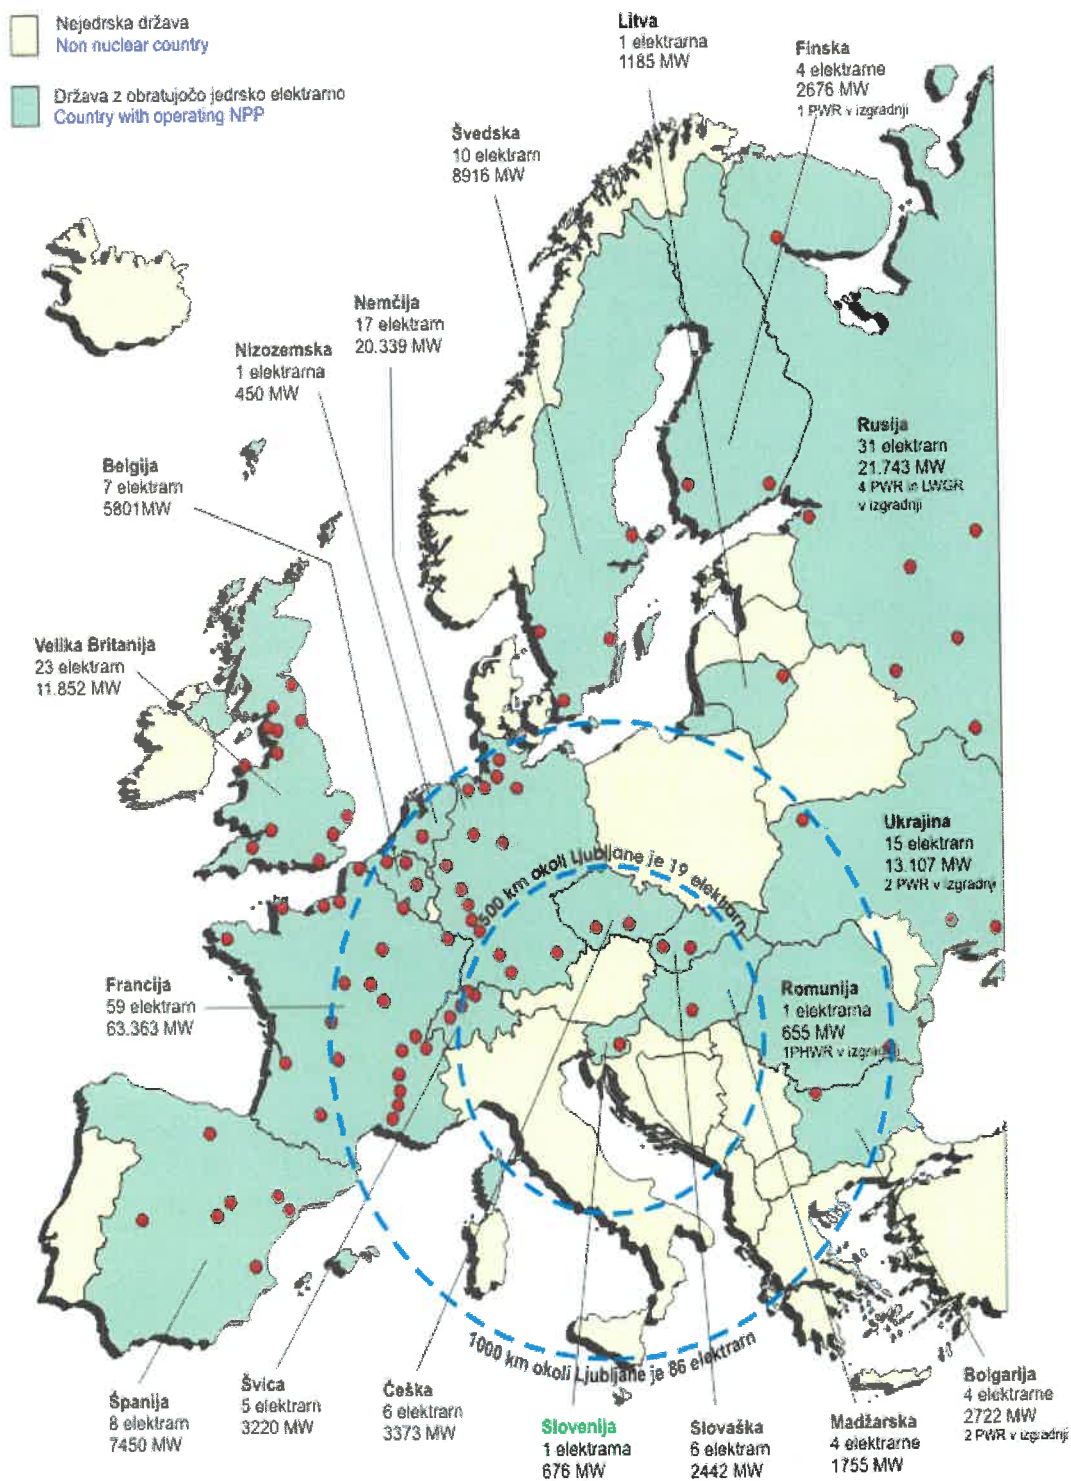 Nejedrska država
Non nuclear country
Država z obratujočo jedrsko elektrarno
Country with operating NPP
Litva
1 elektrarna
1185 MW
Finska
4 elektrarne
2676 MW
1 PWR v izgradnji
Švedska
10 elektrarn
8916 MW
Nemčija
17 elektrarn
20.339 MW
Nizozemska
1 elektrarna
450 MW
Belgija
7 elektrarn
5801MW
Rusija
31 elektrarn
21.743 MW
4 PWR in LWGR
v izgradnji
Velika Britanija
23 elektrarn
11.852 MW
Ukrajina
15 elektrarn
13.107 MW
2 PWR v izgradnji
500 km okoli Ljubljane je 19 elektrarn
Francija
59 elektrarn
63.363 MW
Romunija
1 elektrarna
655 MW
1PHWR v izgradnji
1000 km okoli Ljubljane je 86 elektrarn
Španija
8 elektrarn
7450 MW
Švica
5 elektrarn
3220 MW
Češka
6 elektrarn
3373 MW
Slovenija
1 elektrarna
676 MW
Slovaška
6 elektrarn
2442 MW
Madžarska
4 elektrarne
1755 MW
Bolgarija
4 elektrarne
2722 MW
2 PWR v izgradnji